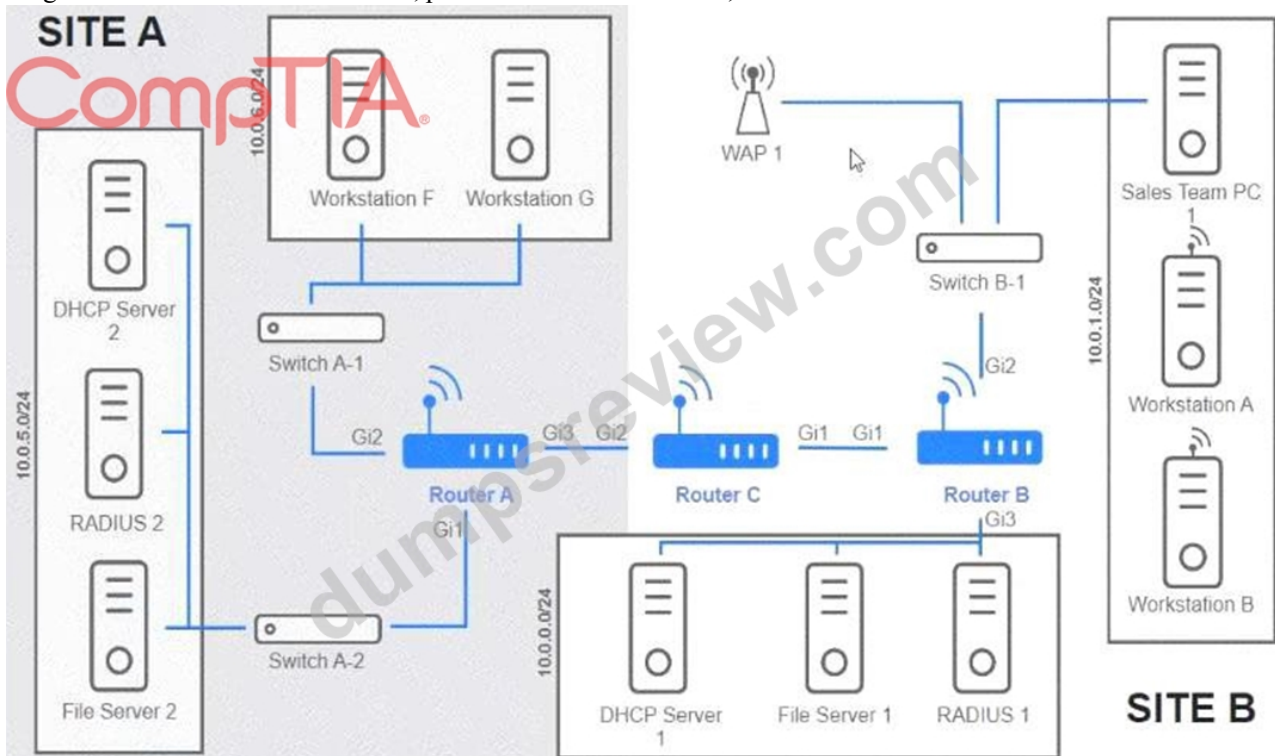 SITE A
CompTIA®
10.0.6.0/24
Workstation F
Workstation G
WAP 1
Sales Team PC
1
DHCP Server
2
Switch B-1
Switch A-1
10.0.1.0/24
Gi2
Workstation A
10.0.5.0/24
Gi2
Gi3
Gi2
Gi1
Gi1
RADIUS 2
Router A
Router C
Router B
Gi1
Gi3
Workstation B
dumpsreview.com
10.0.0.0/24
Switch A-2
File Server 2
DHCP Server
1
File Server 1
RADIUS 1
SITE B